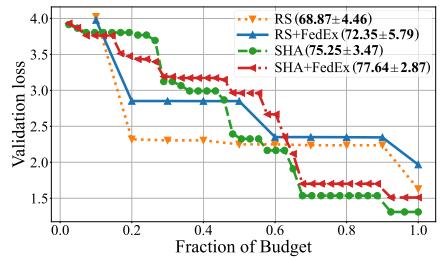 RS (68.87±4.46)
RS+FedEx (72.35±5.79)
SHA (75.25±3.47)
SHA+FedEx (77.64±2.87)
Validation loss
4.0
3.5
3.0
2.5
2.0
1.5
0.0 0.2 0.4 0.6 0.8 1.0
Fraction of Budget